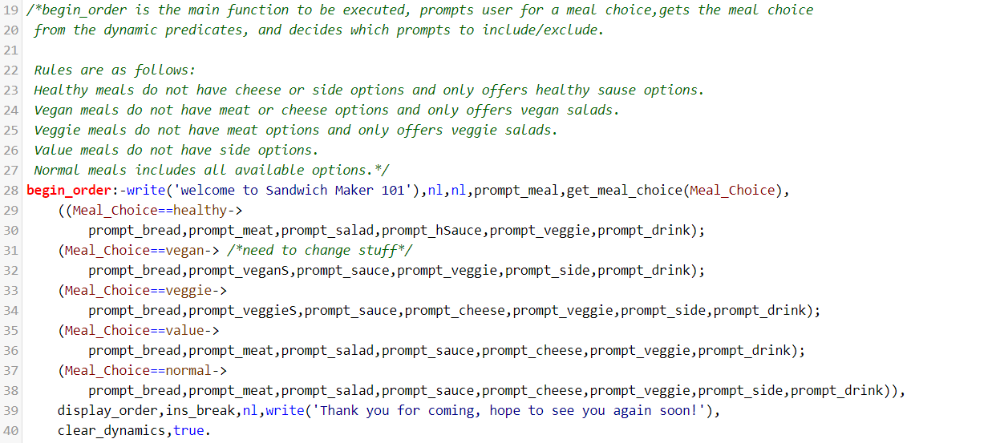 19 /*begin_order is the main function to be executed, prompts user for a meal choice,gets the meal choice
20 from the dynamic predicates, and decides which prompts to include/exclude.
21
22 Rules are as follows:
23 Healthy meals do not have cheese or side options and only offers healthy sause options.
24 Vegan meals do not have meat or cheese options and only offers vegan salads.
25 Veggie meals do not have meat options and only offers veggie salads.
26 Value meals do not have side options.
27 Normal meals includes all available options.*/
28 begin_order:-write('welcome to Sandwich Maker 101'),nl,nl,prompt_meal,get_meal_choice(Meal_Choice),
29 ((Meal_Choice==healthy->
30 prompt_bread,prompt_meat,prompt_salad,prompt_hSauce,prompt_veggie,prompt_drink);
31 (Meal_Choice==vegan-> /*need to change stuff*/
32 prompt_bread,prompt_veganS,prompt_sauce,prompt_veggie,prompt_side,prompt_drink);
33 (Meal_Choice==veggie->
34 prompt_bread,prompt_veggieS,prompt_sauce,prompt_cheese,prompt_veggie,prompt_side,prompt_drink);
35 (Meal_Choice==value->
36 prompt_bread,prompt_meat,prompt_salad,prompt_sauce,prompt_cheese,prompt_veggie,prompt_drink);
37 (Meal_Choice==normal->
38 prompt_bread,prompt_meat,prompt_salad,prompt_sauce,prompt_cheese,prompt_veggie,prompt_side,prompt_drink)),
39 display_order,ins_break,nl,write('Thank you for coming, hope to see you again soon!'),
40 clear_dynamics,true.